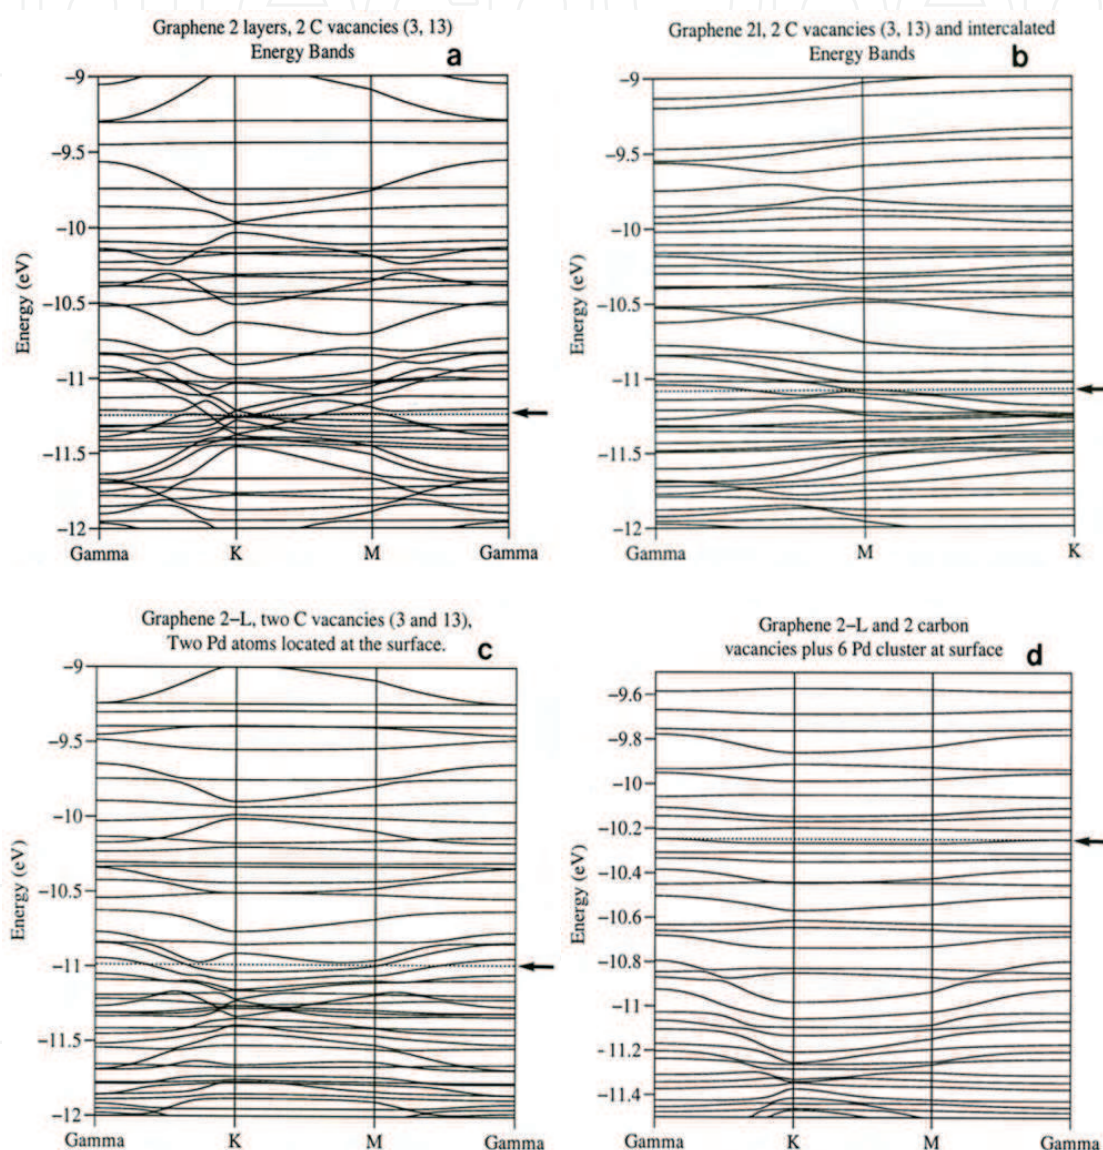 Graphene 2 layers, 2 C vacancies (3, 13)
Energy Bands
a
−9
−9.5
−10
−10.5
−11
−11.5
−12
Energy (eV)
Gamma K M Gamma
Graphene 2l, 2 C vacancies (3, 13) and intercalated
Energy Bands
b
−9
−9.5
−10
−10.5
−11
−11.5
−12
Energy (eV)
Gamma M K
Graphene 2−L, two C vacancies (3 and 13),
Two Pd atoms located at the surface.
c
−9
−9.5
−10
−10.5
−11
−11.5
−12
Energy (eV)
Gamma K M Gamma
Graphene 2−L and 2 carbon
vacancies plus 6 Pd cluster at surface
d
−9.6
−9.8
−10
−10.2
−10.4
−10.6
−10.8
−11
−11.2
−11.4
Energy (eV)
Gamma K M Gamma